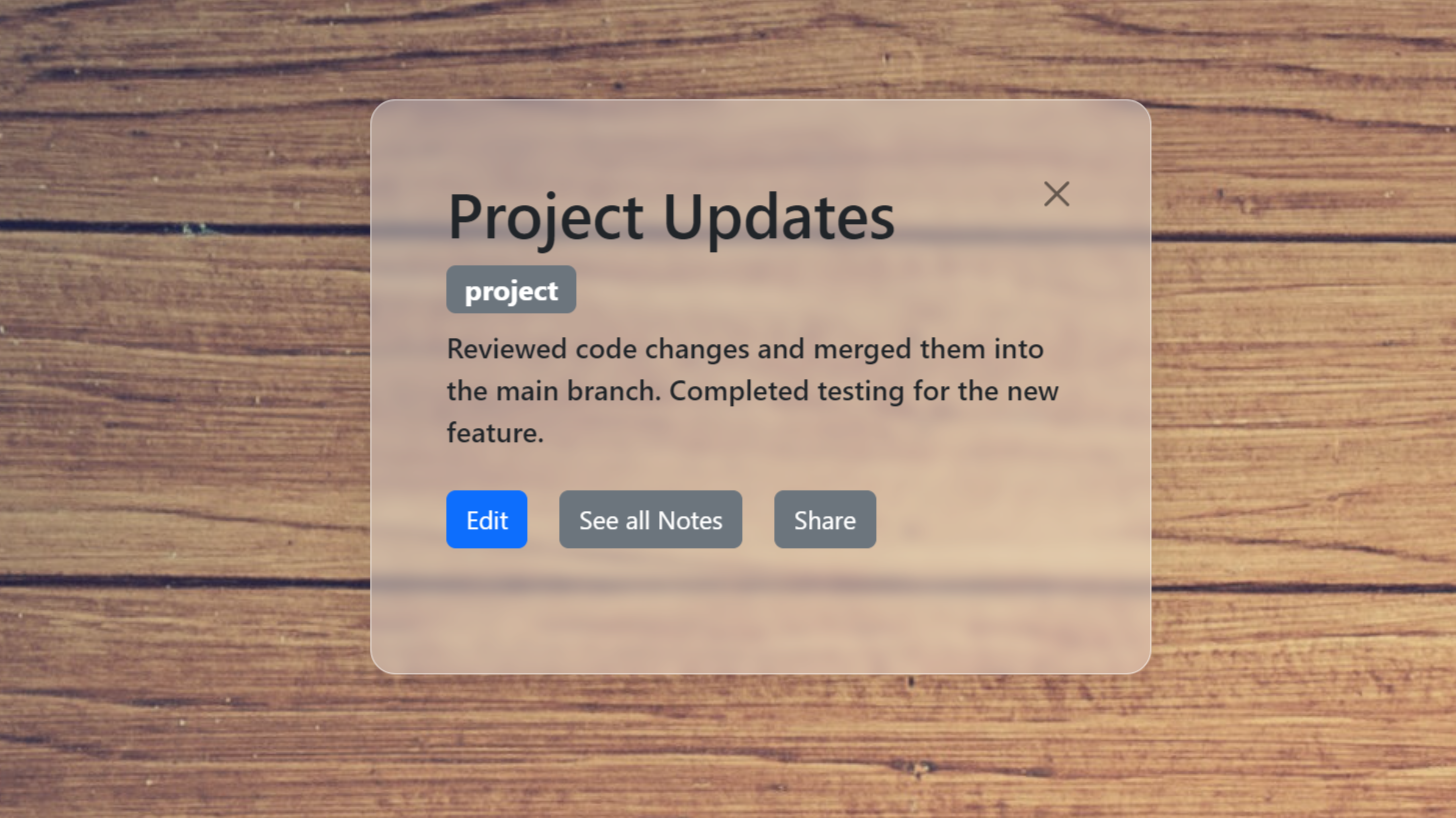 Project Updates
project
Reviewed code changes and merged them into
the main branch. Completed testing for the new
feature.
Edit
See all Notes
Share